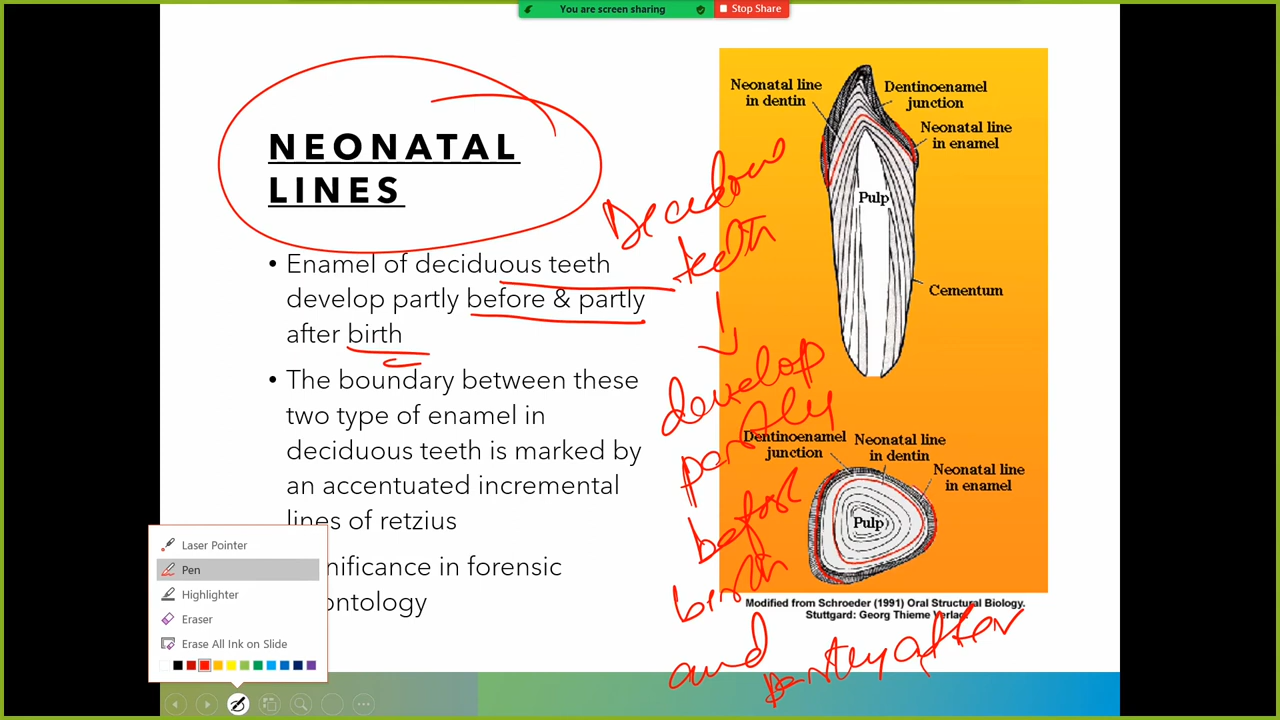 You are screen sharing
Stop Share
NEONATAL
LINES
• Enamel of deciduous teeth
develop partly before & partly
after birth
• The boundary between these
two type of enamel in
deciduous teeth is marked by
an accentuated incremental
lines of retzius
nificance in forensic
ontology
Laser Pointer
Pen
Highlighter
Eraser
Erase All Ink on Slide
Neonatal line
in dentin
Dentinoenamel
junction
Neonatal line
in enamel
Pulp
Cementum
Dentinoenamel
junction
Neonatal line
in dentin
Neonatal line
in enamel
Pulp
Modified from Schroeder (1991) Oral Structural Biology.
Stuttgard: Georg Thieme Verlag.
teeth
develop
partly
before
birth
and
partly after